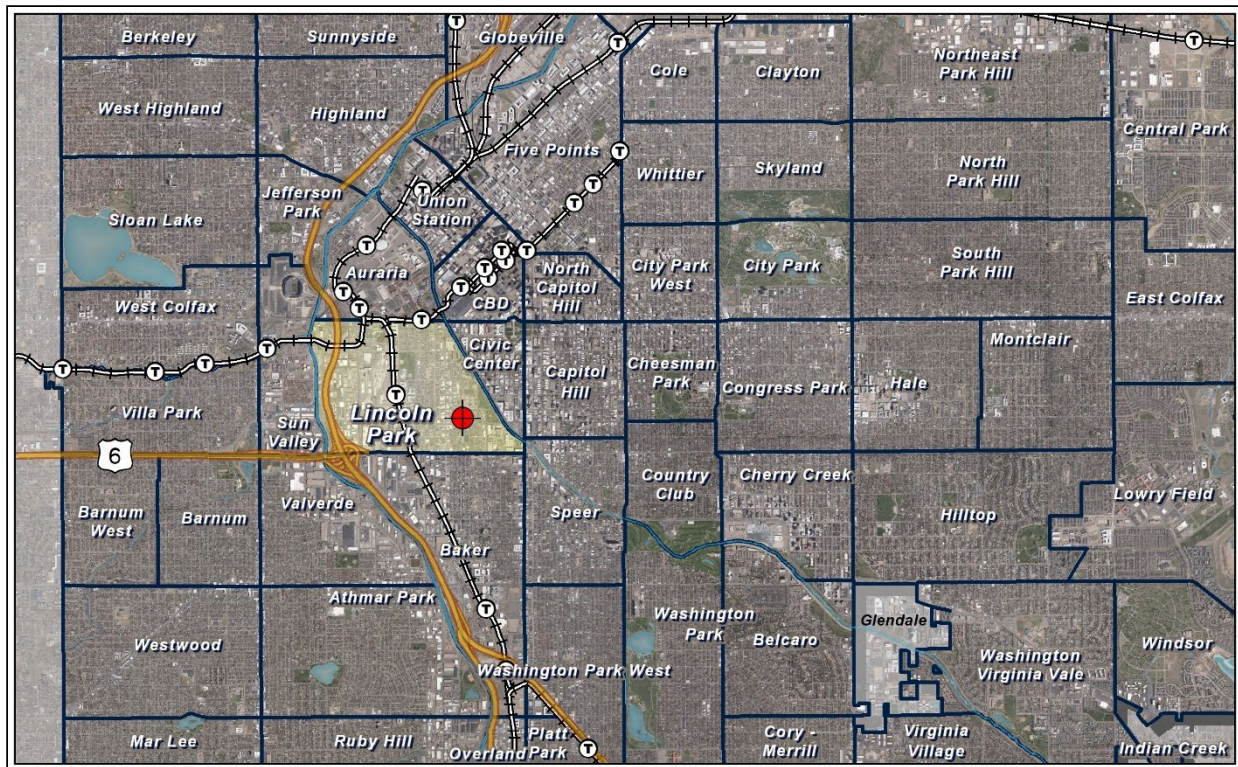 Berkeley
Sunnyside
T
Globeville
T
Cole
Clayton
Northeast
Park Hill
T
West Highland
Highland
Central Park
Five Points
T
Whittier
Skyland
North
Park Hill
Jefferson
Park
T
Union
Station
T
T
Sloan Lake
T
T
T
T
T
T
T
Auraria
T
T
CBD
North
Capitol
Hill
City Park
West
City Park
South
Park Hill
West Colfax
T
East Colfax
T
T
T
T
Civic
Center
Capitol
Hill
Cheesman
Park
Congress Park
Hale
Montclair
Villa Park
T
Lincoln
Park
Sun
Valley
6
Barnum
West
Barnum
Valverde
Speer
Country
Club
Cherry Creek
Hilltop
Lowry Field
Baker
Athmar Park
T
Westwood
Washington
Park
Belcaro
Glendale
Washington
Virginia Vale
Windsor
T
Washington Park West
Mar Lee
Ruby Hill
Overland
Platt
Park
T
Cory -
Merrill
Virginia
Village
Indian Creek